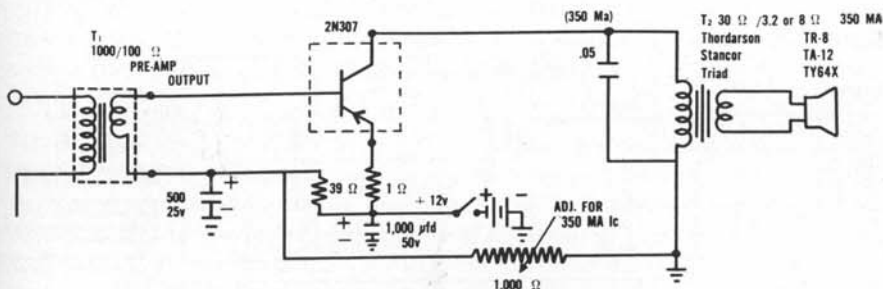 T₁
1000/100 Ω
PRE-AMP
OUTPUT
2N307
(350 Ma)
.05
T₂ 30 Ω /3.2 or 8 Ω 350 MA
Thordarson TR-8
Stancor TA-12
Triad TY64X
500
25v
+
−
39 Ω
1 Ω
+
−
1,000 µfd
50v
+ 12v
+
−
ADJ. FOR
350 MA Ic
1,000 Ω